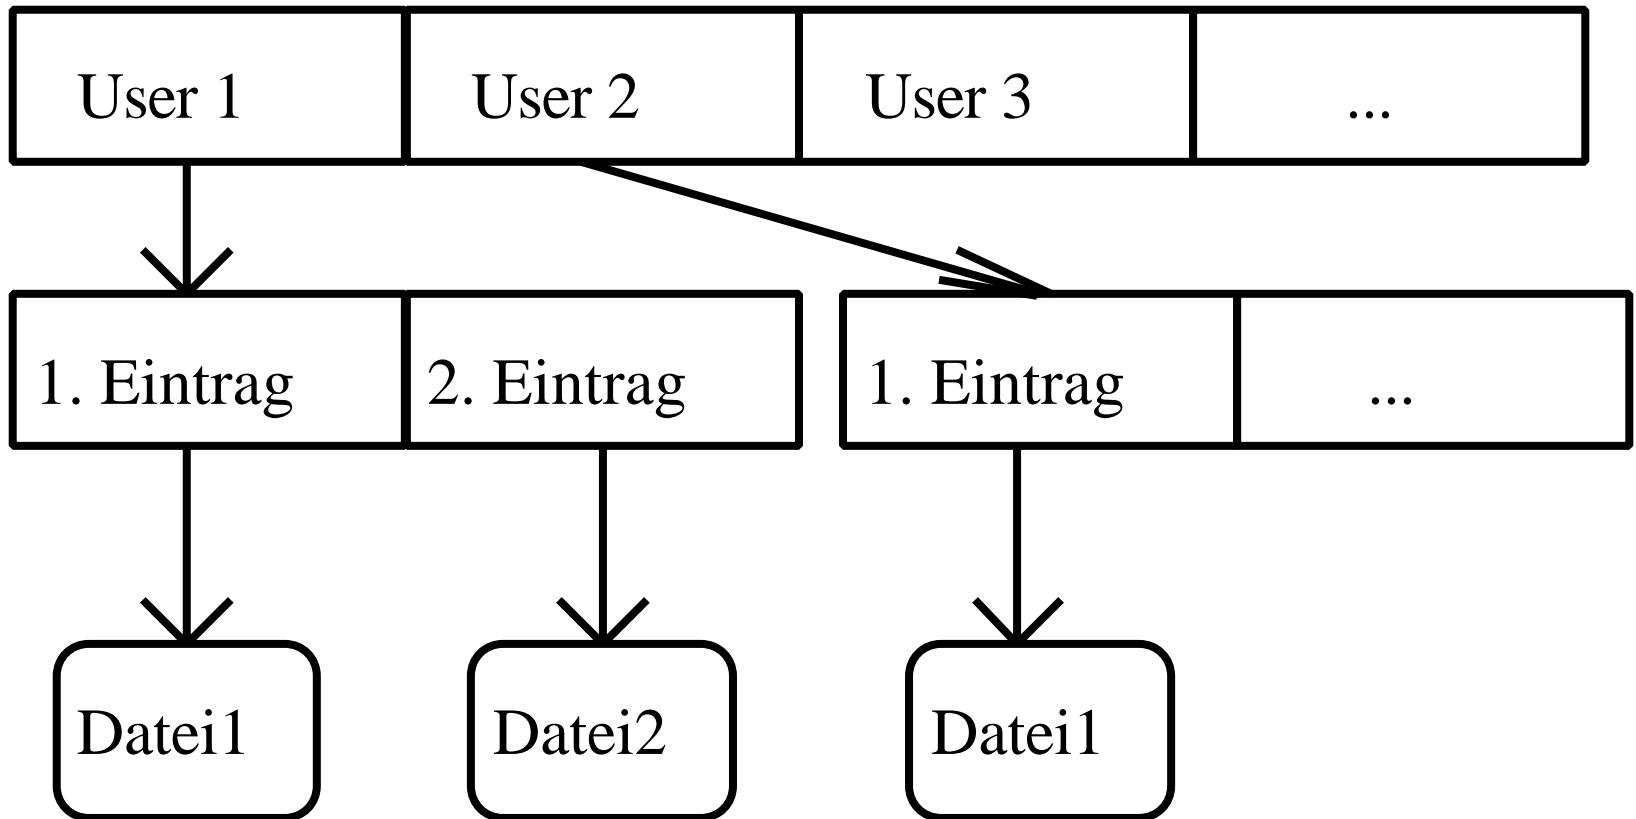 User 1 User 2 User 3 ...
1. Eintrag 2. Eintrag 1. Eintrag ...
Datei1 Datei2 Datei1